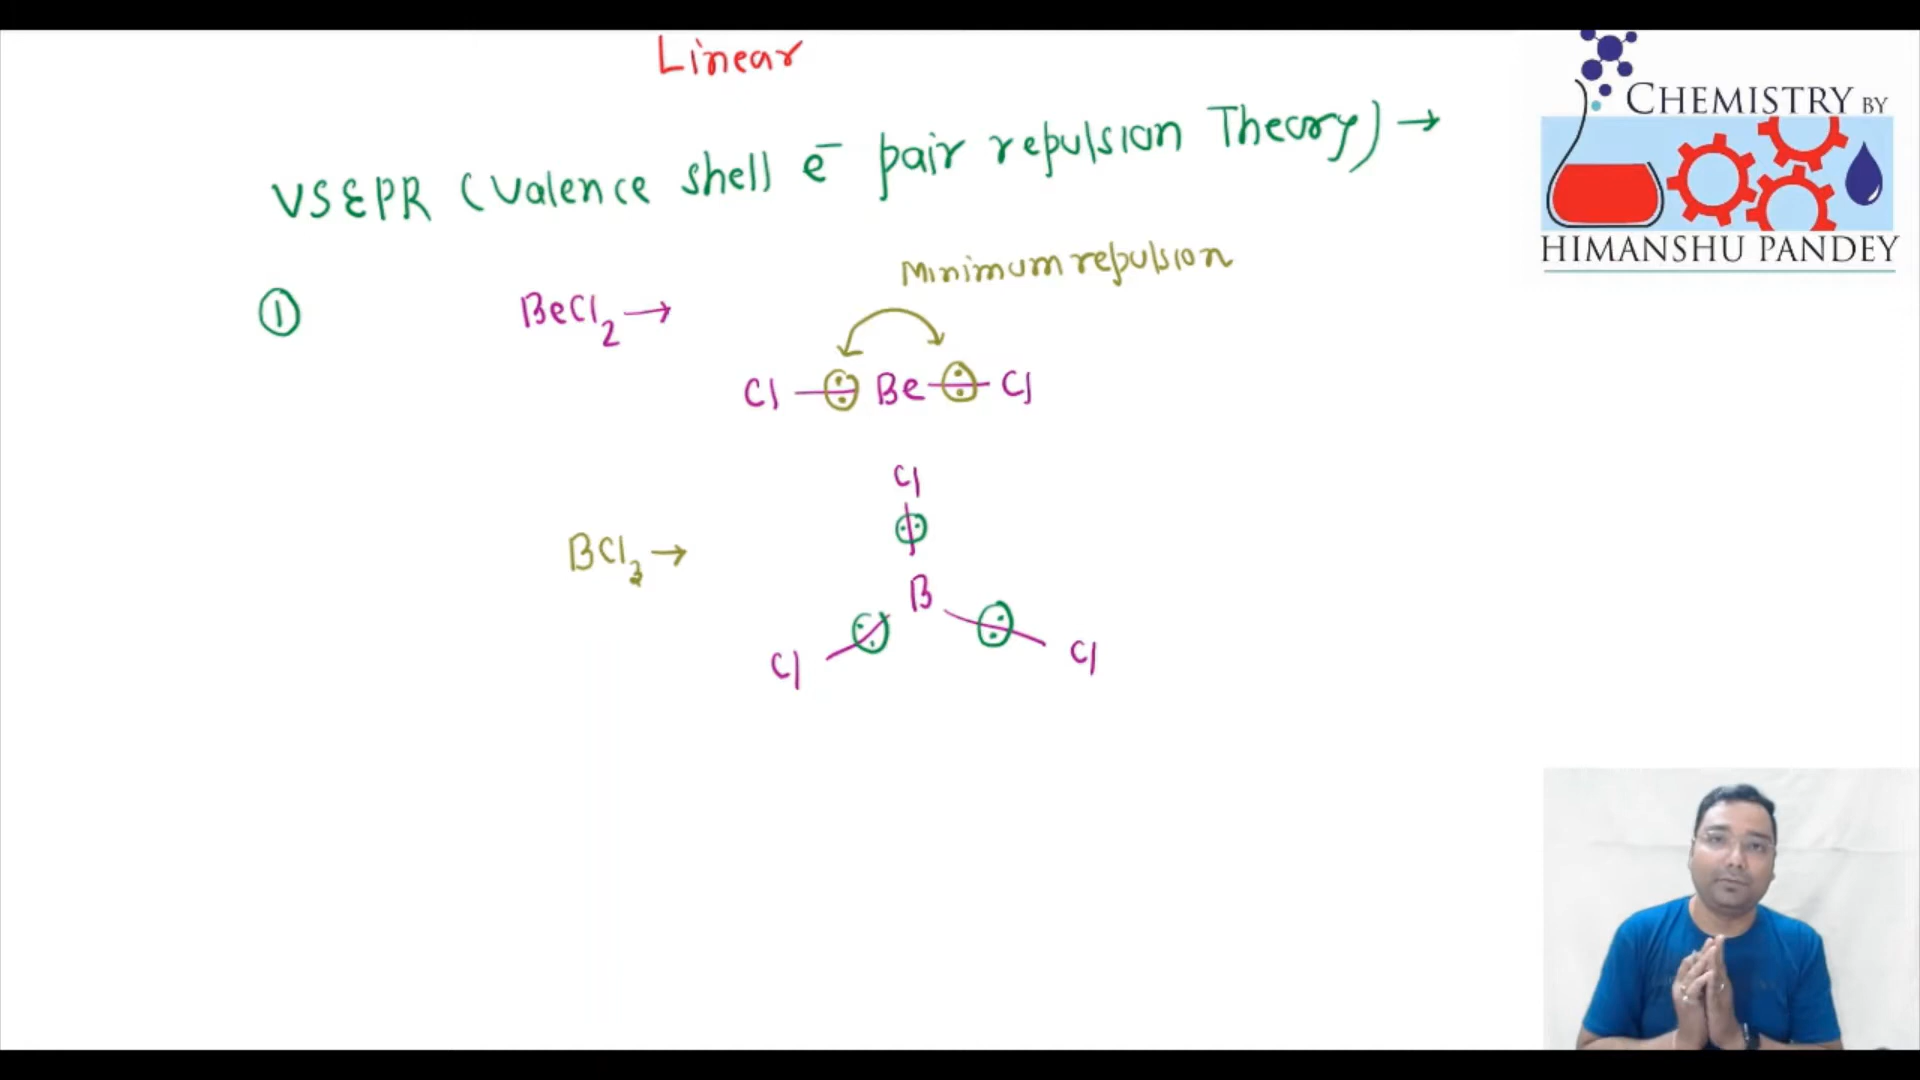 Linear
VSEPR (Valence shell e⁻ pair repulsion Theory) →
① BeCl₂ →
Minimum repulsion
Cl — Be — Cl
BCl₃ →
Cl
B
Cl Cl
CHEMISTRY BY
HIMANSHU PANDEY